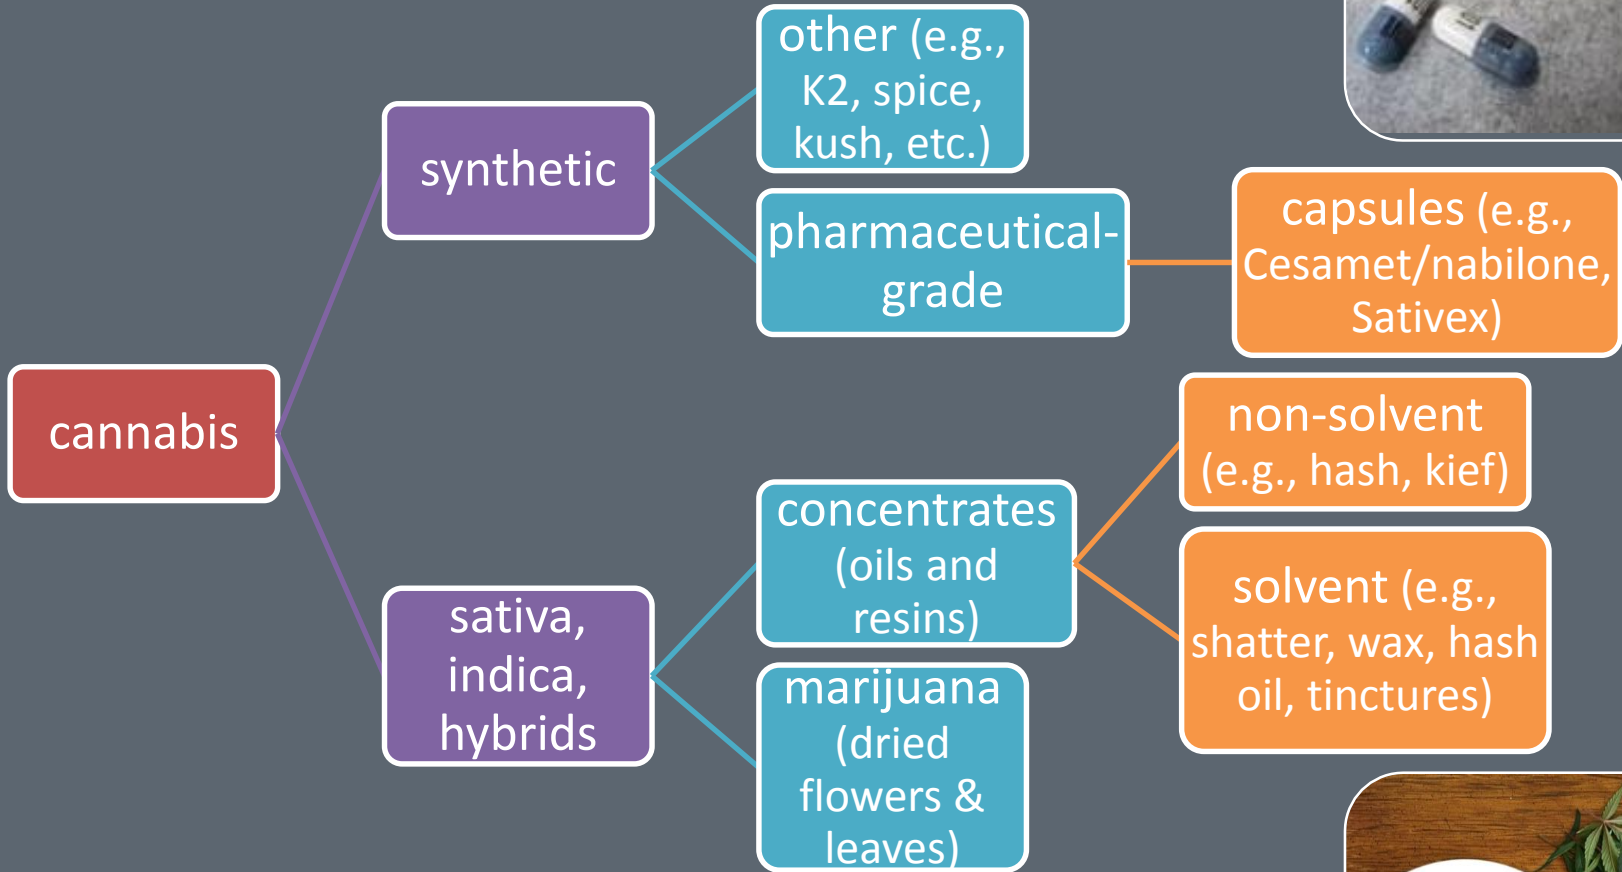 other (e.g.,
K2, spice,
kush, etc.)
synthetic
pharmaceutical-
grade
capsules (e.g.,
Cesamet/nabilone,
Sativex)
cannabis
non-solvent
(e.g., hash, kief)
concentrates
(oils and
resins)
solvent (e.g.,
shatter, wax, hash
oil, tinctures)
sativa,
indica,
hybrids
marijuana
(dried
flowers &
leaves)